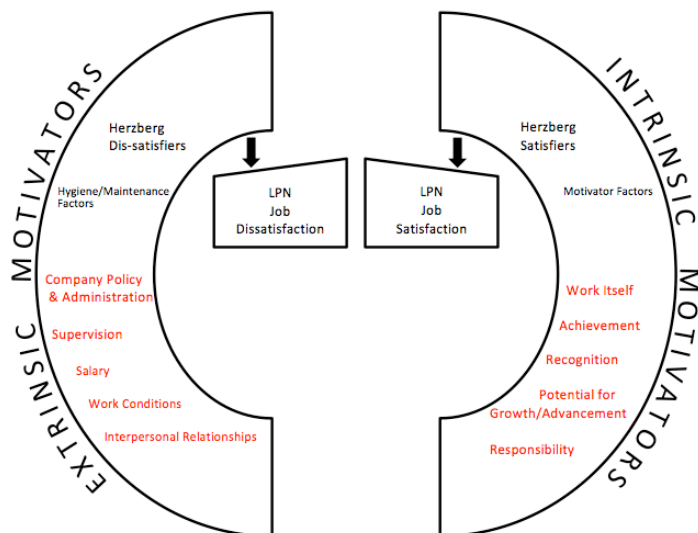 EXTRINSIC MOTIVATORS
Herzberg
Dis-satisfiers
Hygiene/Maintenance
Factors
Company Policy
& Administration
Supervision
Salary
Work Conditions
Interpersonal Relationships
LPN
Job
Dissatisfaction
LPN
Job
Satisfaction
INTRINSIC MOTIVATORS
Herzberg
Satisfiers
Motivator Factors
Work Itself
Achievement
Recognition
Potential for
Growth/Advancement
Responsibility